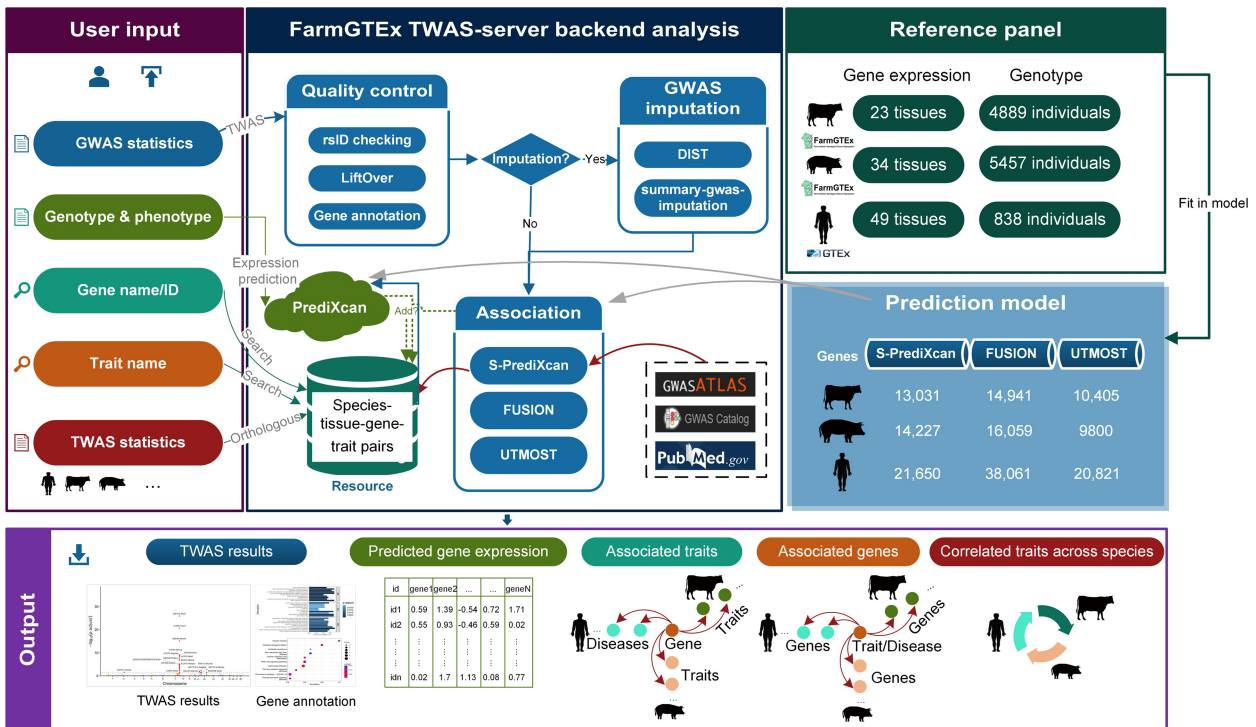 User input
GWAS statistics
Genotype & phenotype
Gene name/ID
Trait name
TWAS statistics
...
FarmGTEx TWAS-server backend analysis
TWAS
Quality control
rsID checking
LiftOver
Gene annotation
Imputation?
Yes
No
GWAS
imputation
DIST
summary-gwas-
imputation
Expression
prediction
PrediXcan
Add?
Search
Search
Orthologous
Species-
tissue-gene-
trait pairs
Resource
Association
S-PrediXcan
FUSION
UTMOST
GWASATLAS
GWAS Catalog
PubMed.gov
Reference panel
Gene expression
Genotype
23 tissues
4889 individuals
FarmGTEx
34 tissues
5457 individuals
FarmGTEx
49 tissues
838 individuals
GTEx
Fit in model
Prediction model
Genes
S-PrediXcan
FUSION
UTMOST
13,031
14,941
10,405
14,227
16,059
9800
21,650
38,061
20,821
Output
TWAS results
Predicted gene expression
Associated traits
Associated genes
Correlated traits across species
Chromosome
TWAS results
Gene annotation
id gene1 gene2 ... ... geneN
id1 0.59 1.39 -0.54 0.72 1.71
id2 0.55 0.93 -0.46 0.59 0.02
idn 0.02 1.7 1.13 0.08 0.77
...
Traits
...
Diseases
Gene
Traits
...
...
Genes
...
Genes
Trait/Disease
Genes
...